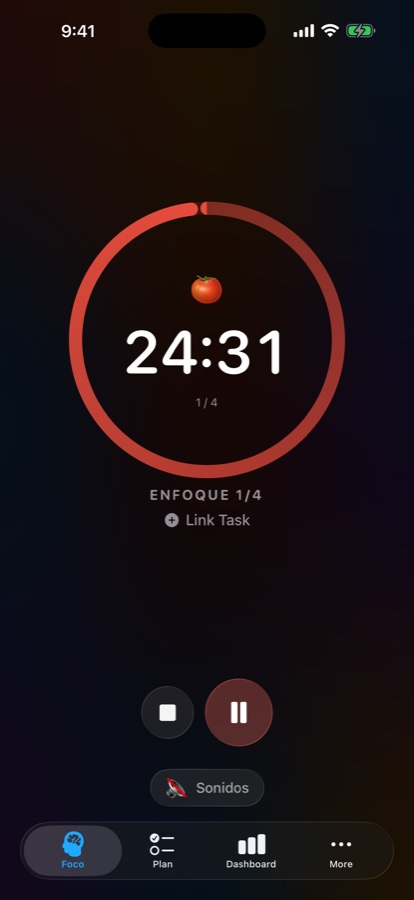 9:41
24:31
1/4
ENFOQUE 1/4
Link Task
Sonidos
Foco
Plan
Dashboard
More